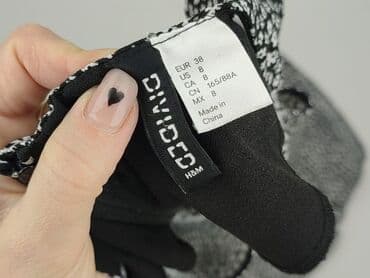 DIVIDED
H&M
EUR 38
US 8
CA 8
CN 165/88A
MX 8
Made in
China